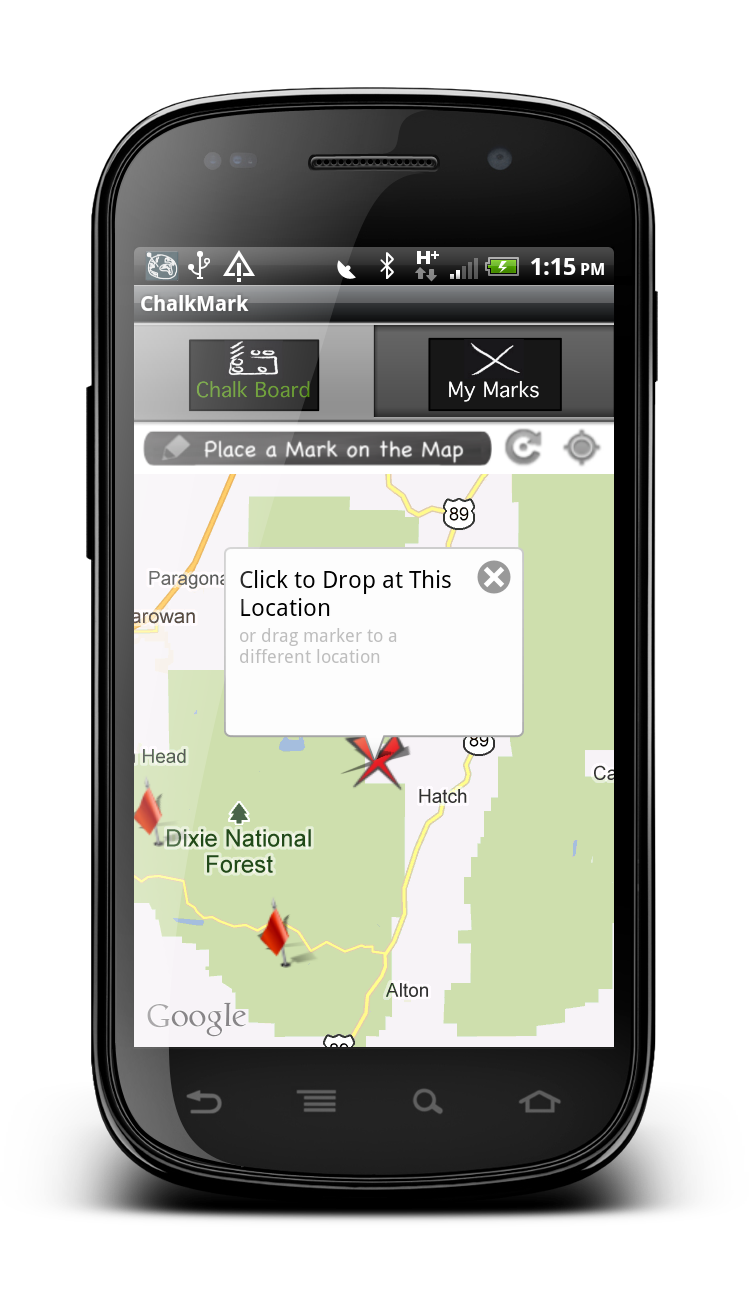 H+
1:15 PM
ChalkMark
Chalk Board
My Marks
Place a Mark on the Map
89
Paragona
arowan
Click to Drop at This
Location
or drag marker to a
different location
89
Head
Ca
Hatch
Dixie National
Forest
Alton
Google